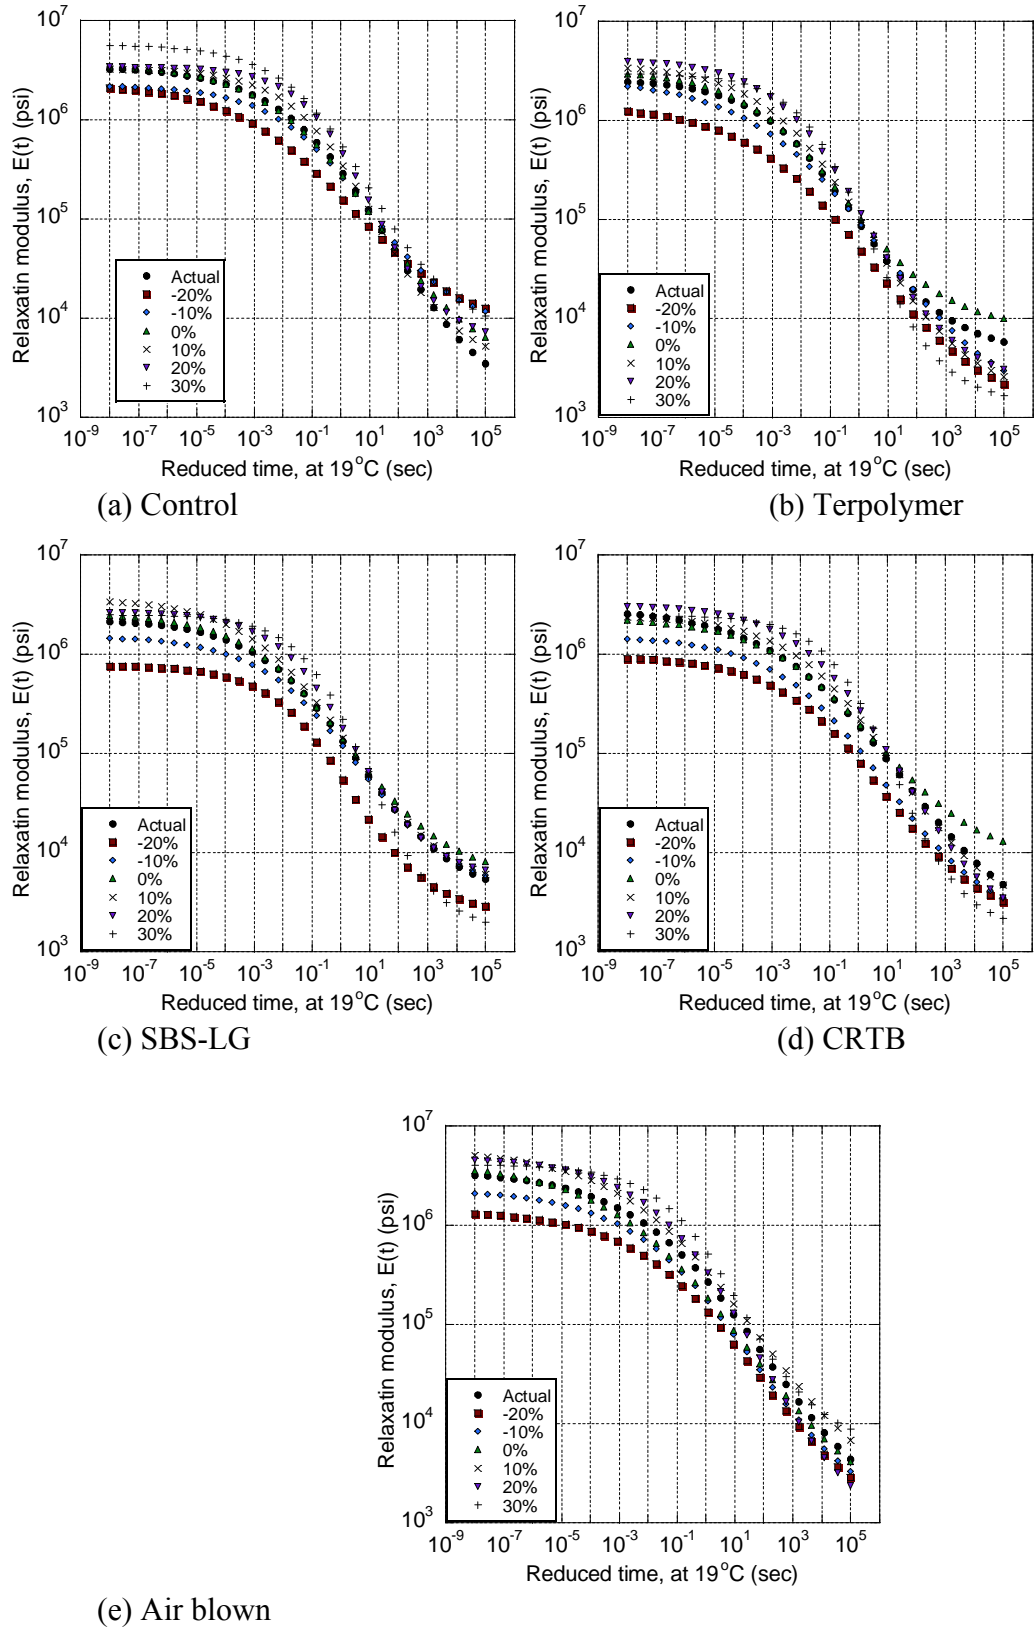 10^7
10^6
10^5
10^4
10^3
Relaxatin modulus, E(t) (psi)
Actual
-20%
-10%
0%
10%
20%
30%
10^-9 10^-7 10^-5 10^-3 10^-1 10^1 10^3 10^5
Reduced time, at 19°C (sec)
(a) Control
10^7
10^6
10^5
10^4
10^3
Relaxatin modulus, E(t) (psi)
Actual
-20%
-10%
0%
10%
20%
30%
10^-9 10^-7 10^-5 10^-3 10^-1 10^1 10^3 10^5
Reduced time, at 19°C (sec)
(b) Terpolymer
10^7
10^6
10^5
10^4
10^3
Relaxatin modulus, E(t) (psi)
Actual
-20%
-10%
0%
10%
20%
30%
10^-9 10^-7 10^-5 10^-3 10^-1 10^1 10^3 10^5
Reduced time, at 19°C (sec)
(c) SBS-LG
10^7
10^6
10^5
10^4
10^3
Relaxatin modulus, E(t) (psi)
Actual
-20%
-10%
0%
10%
20%
30%
10^-9 10^-7 10^-5 10^-3 10^-1 10^1 10^3 10^5
Reduced time, at 19°C (sec)
(d) CRTB
10^7
10^6
10^5
10^4
10^3
Relaxatin modulus, E(t) (psi)
Actual
-20%
-10%
0%
10%
20%
30%
10^-9 10^-7 10^-5 10^-3 10^-1 10^1 10^3 10^5
Reduced time, at 19°C (sec)
(e) Air blown